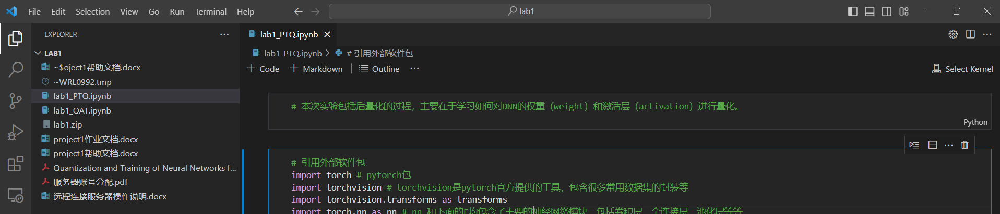 File Edit Selection View Go Run Terminal Help
lab1
EXPLORER
LAB1
~$oject1帮助文档.docx
~WRL0992.tmp
lab1_PTQ.ipynb
lab1_QAT.ipynb
lab1.zip
project1作业文档.docx
project1帮助文档.docx
Quantization and Training of Neural Networks f...
服务器账号分配.pdf
远程连接服务器操作说明.docx
lab1_PTQ.ipynb
lab1_PTQ.ipynb > # 引用外部软件包
+ Code + Markdown Outline ...
Select Kernel
# 本次实验包括后量化的过程，主要在于学习如何对DNN的权重（weight）和激活层（activation）进行量化。
Python
# 引用外部软件包
import torch # pytorch包
import torchvision # torchvision是pytorch官方提供的工具，包含很多常用数据集的封装等
import torchvision.transforms as transforms
import torch.nn as nn # nn 和下面的F均包含了主要的神经网络模块，包括卷积层、全连接层、池化层等等